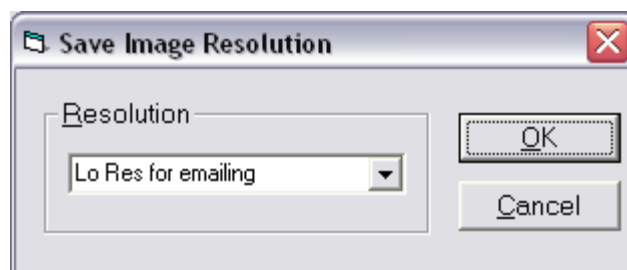 Save Image Resolution
Resolution
Lo Res for emailing
OK
Cancel